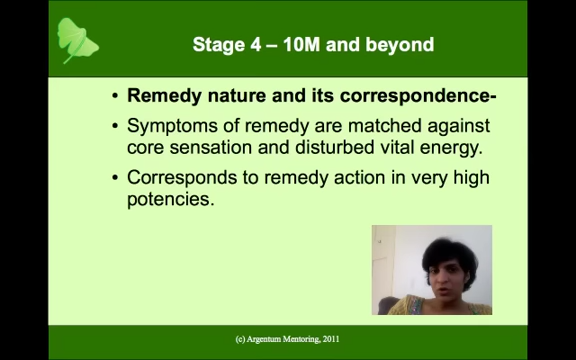 Stage 4 – 10M and beyond
• Remedy nature and its correspondence-
• Symptoms of remedy are matched against
core sensation and disturbed vital energy.
• Corresponds to remedy action in very high
potencies.
(c) Argentum Mentoring, 2011